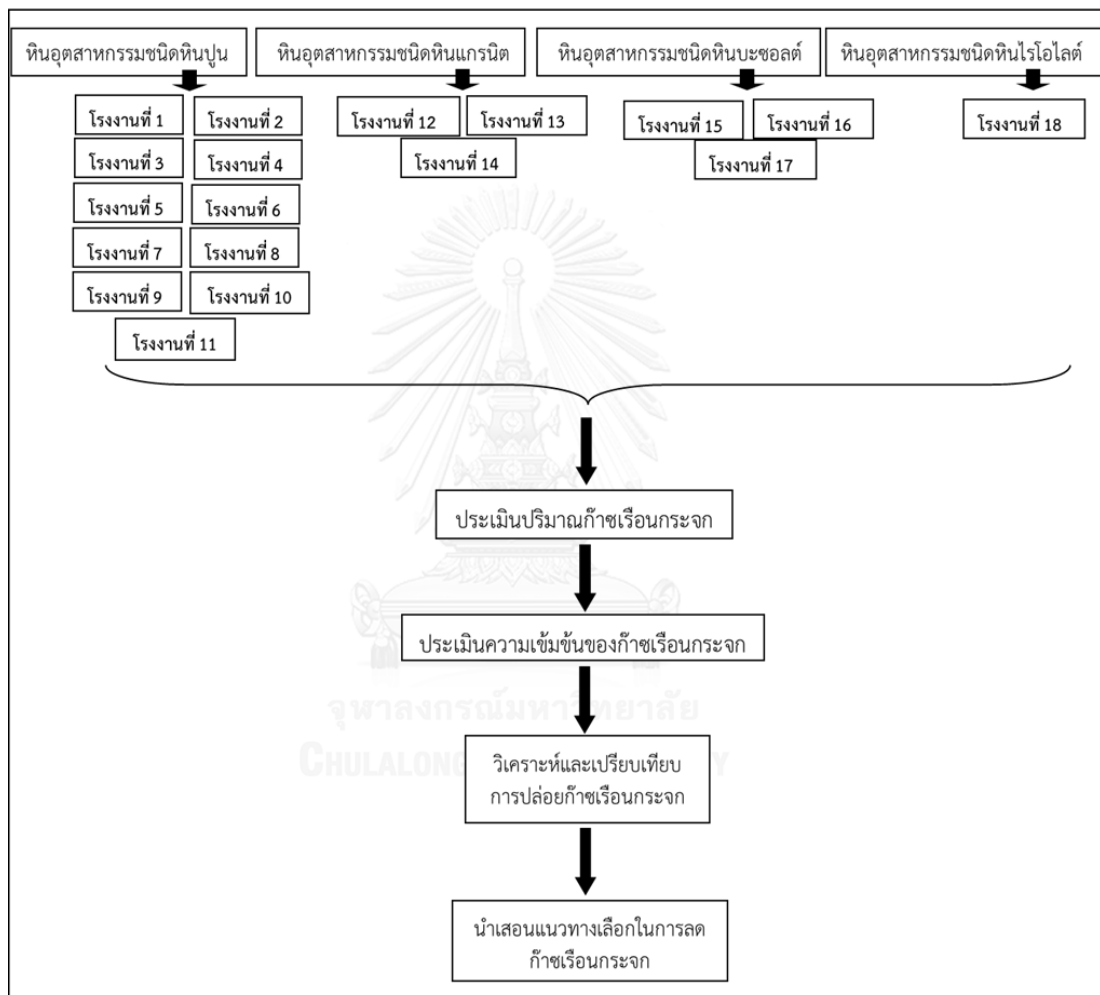 หินอุตสาหกรรมชนิดหินปูน
หินอุตสาหกรรมชนิดหินแกรนิต
หินอุตสาหกรรมชนิดหินบะซอลต์
หินอุตสาหกรรมชนิดหินไรโอไลต์
โรงงานที่ 1
โรงงานที่ 2
โรงงานที่ 3
โรงงานที่ 4
โรงงานที่ 5
โรงงานที่ 6
โรงงานที่ 7
โรงงานที่ 8
โรงงานที่ 9
โรงงานที่ 10
โรงงานที่ 11
โรงงานที่ 12
โรงงานที่ 13
โรงงานที่ 14
โรงงานที่ 15
โรงงานที่ 16
โรงงานที่ 17
โรงงานที่ 18
ประเมินปริมาณก๊าซเรือนกระจก
ประเมินความเข้มข้นของก๊าซเรือนกระจก
จุฬาลงกรณ์มหาวิทยาลัย
วิเคราะห์และเปรียบเทียบ
การปล่อยก๊าซเรือนกระจก
นำเสนอแนวทางเลือกในการลด
ก๊าซเรือนกระจก